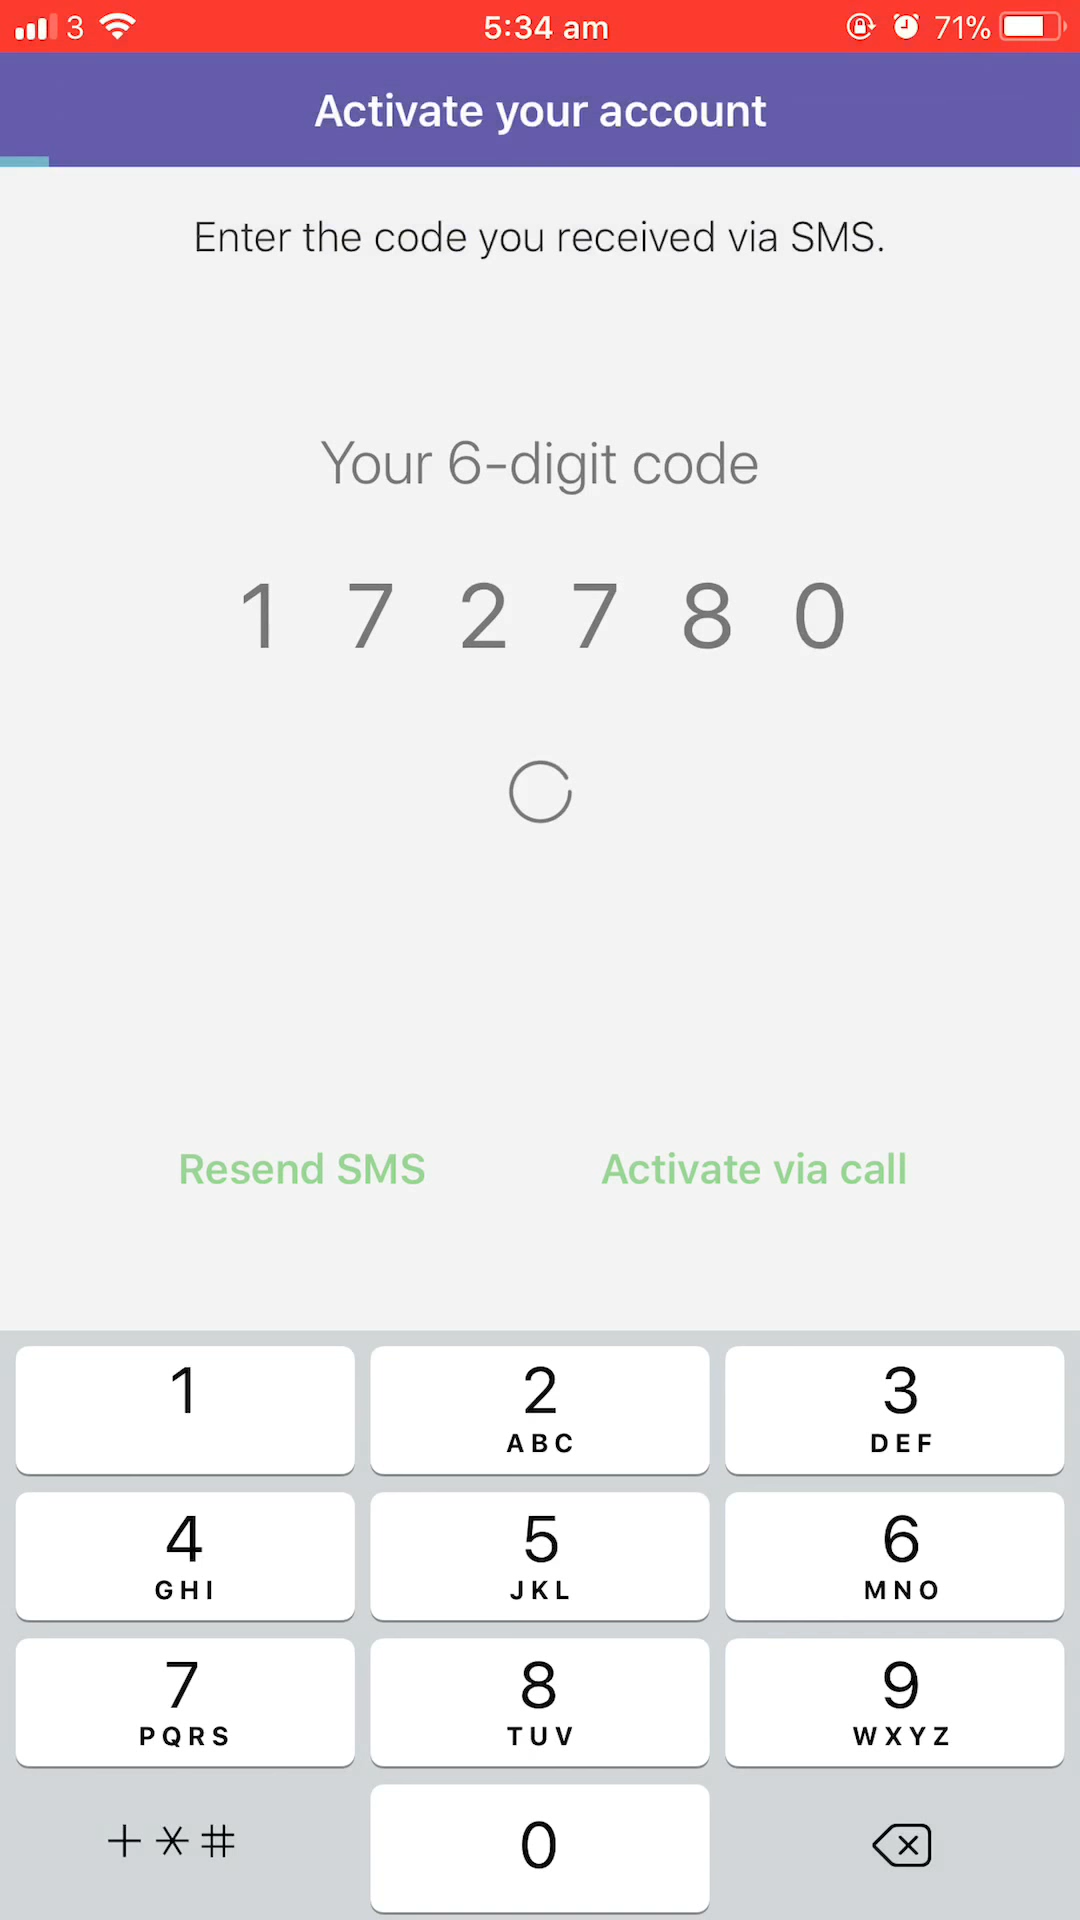 3 5:34 am 71%
Activate your account
Enter the code you received via SMS.
Your 6-digit code
1 7 2 7 8 0
Resend SMS Activate via call
1 2 3
ABC DEF
4 5 6
GHI JKL MNO
7 8 9
PQRS TUV WXYZ
+*# 0